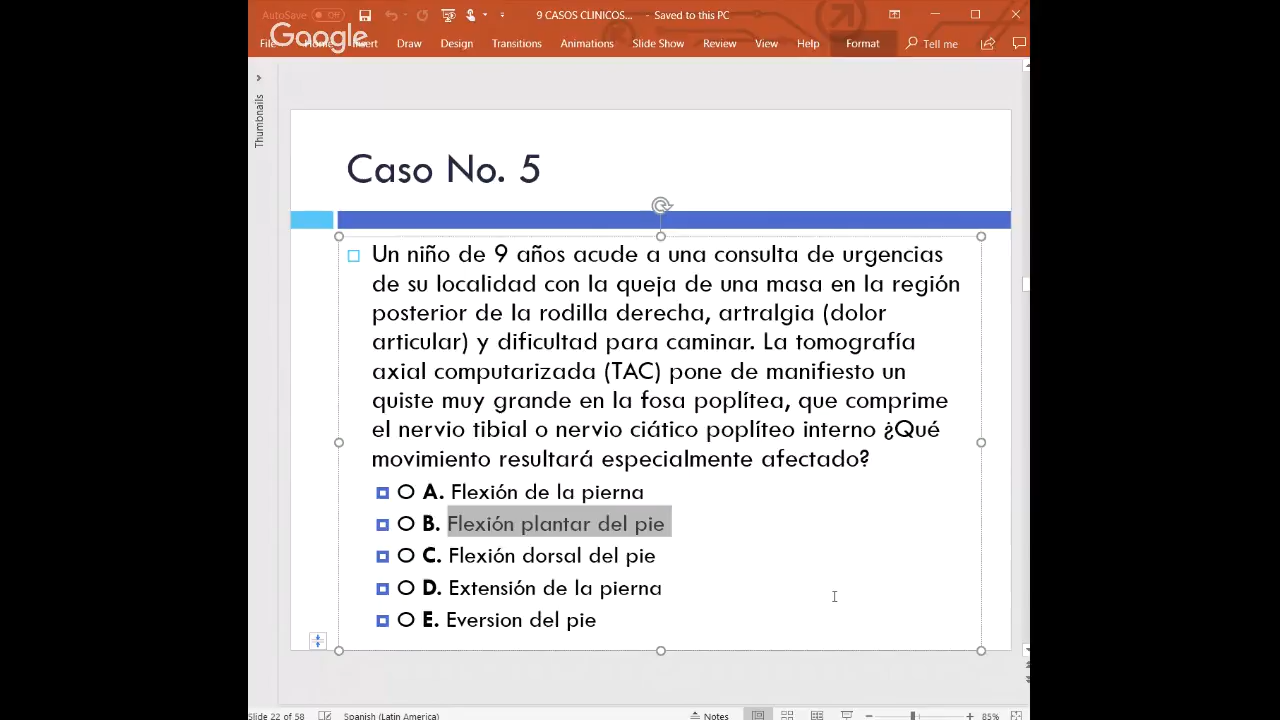 AutoSave Off 9 CASOS CLINICOS... - Saved to this PC
Google
File Home Insert Draw Design Transitions Animations Slide Show Review View Help Format Tell me
Thumbnails
Caso No. 5
Un niño de 9 años acude a una consulta de urgencias
de su localidad con la queja de una masa en la región
posterior de la rodilla derecha, artralgia (dolor
articular) y dificultad para caminar. La tomografía
axial computarizada (TAC) pone de manifiesto un
quiste muy grande en la fosa poplítea, que comprime
el nervio tibial o nervio ciático poplíteo interno ¿Qué
movimiento resultará especialmente afectado?
O A. Flexión de la pierna
O B. Flexión plantar del pie
O C. Flexión dorsal del pie
O D. Extensión de la pierna
O E. Eversion del pie
Slide 22 of 58 Spanish (Latin America) Notes 85%